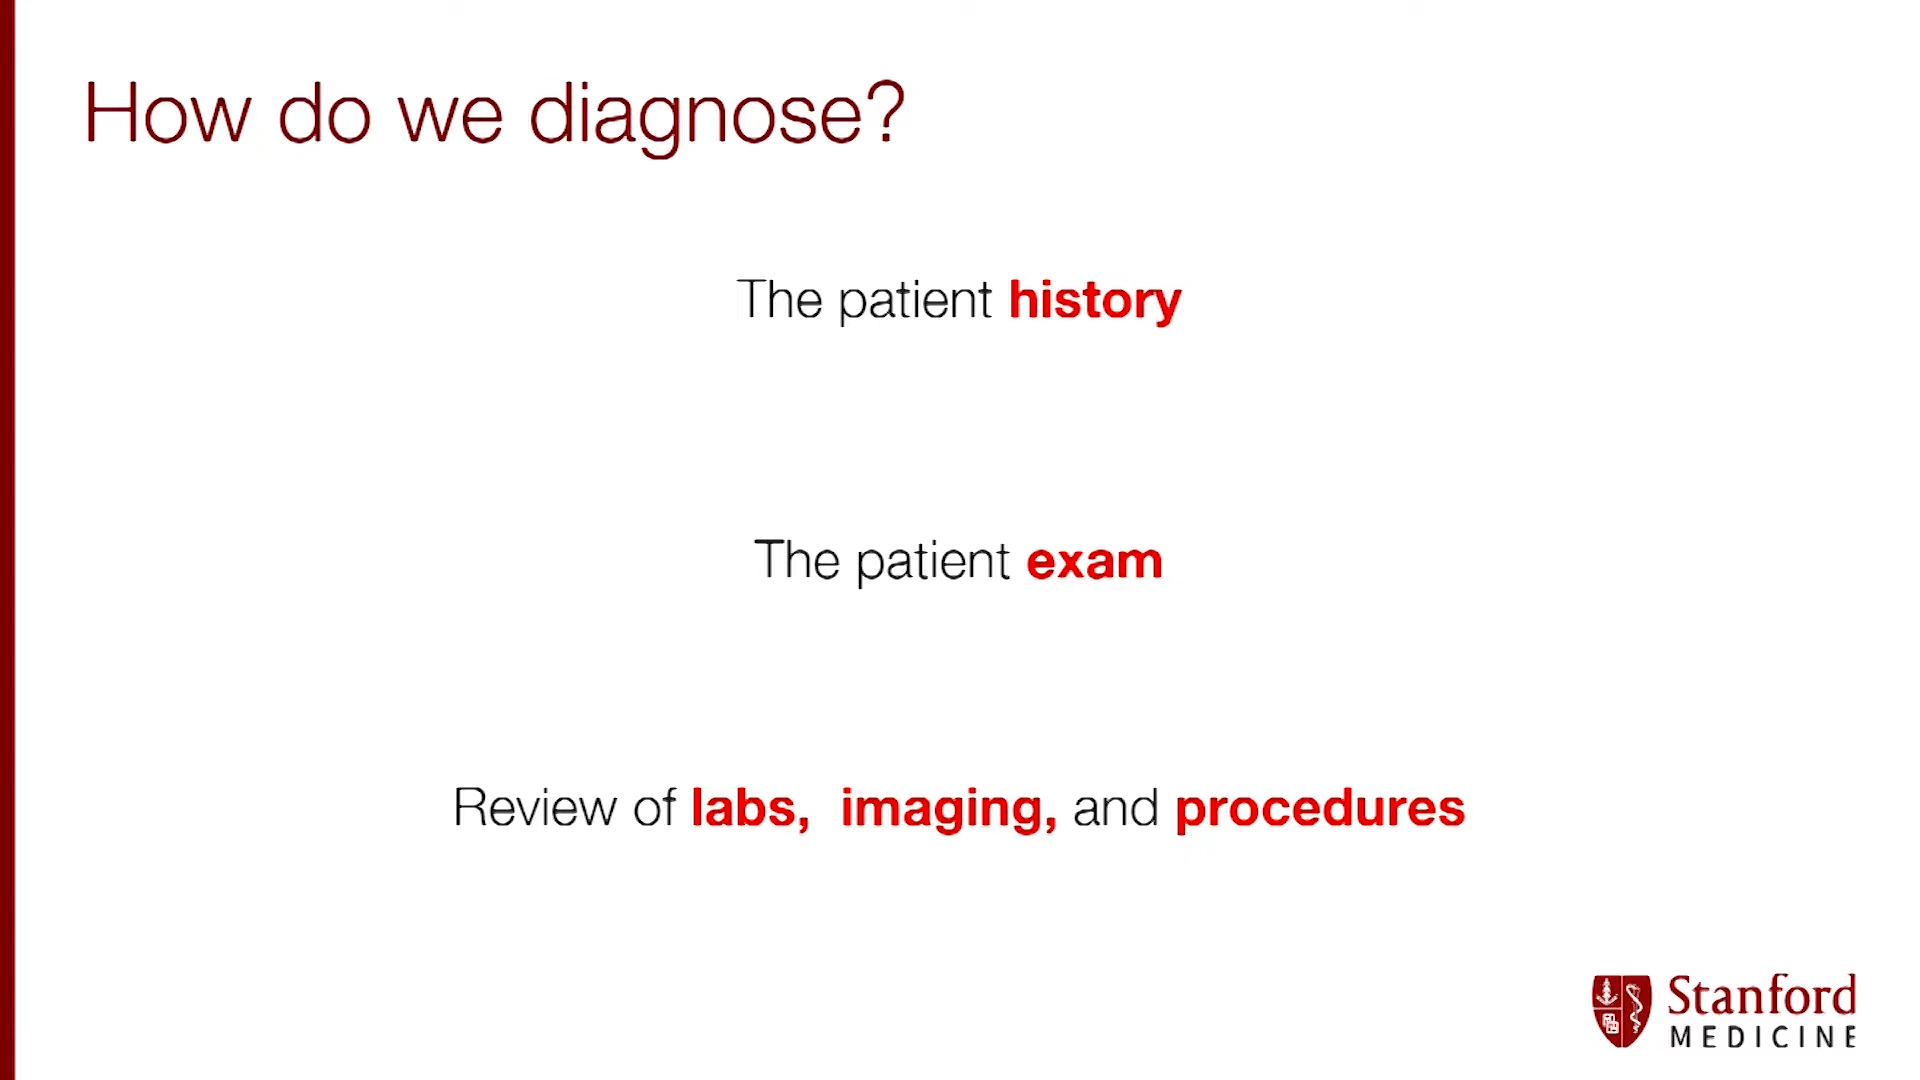 How do we diagnose?
The patient history
The patient exam
Review of labs,  imaging, and procedures
Stanford
MEDICINE